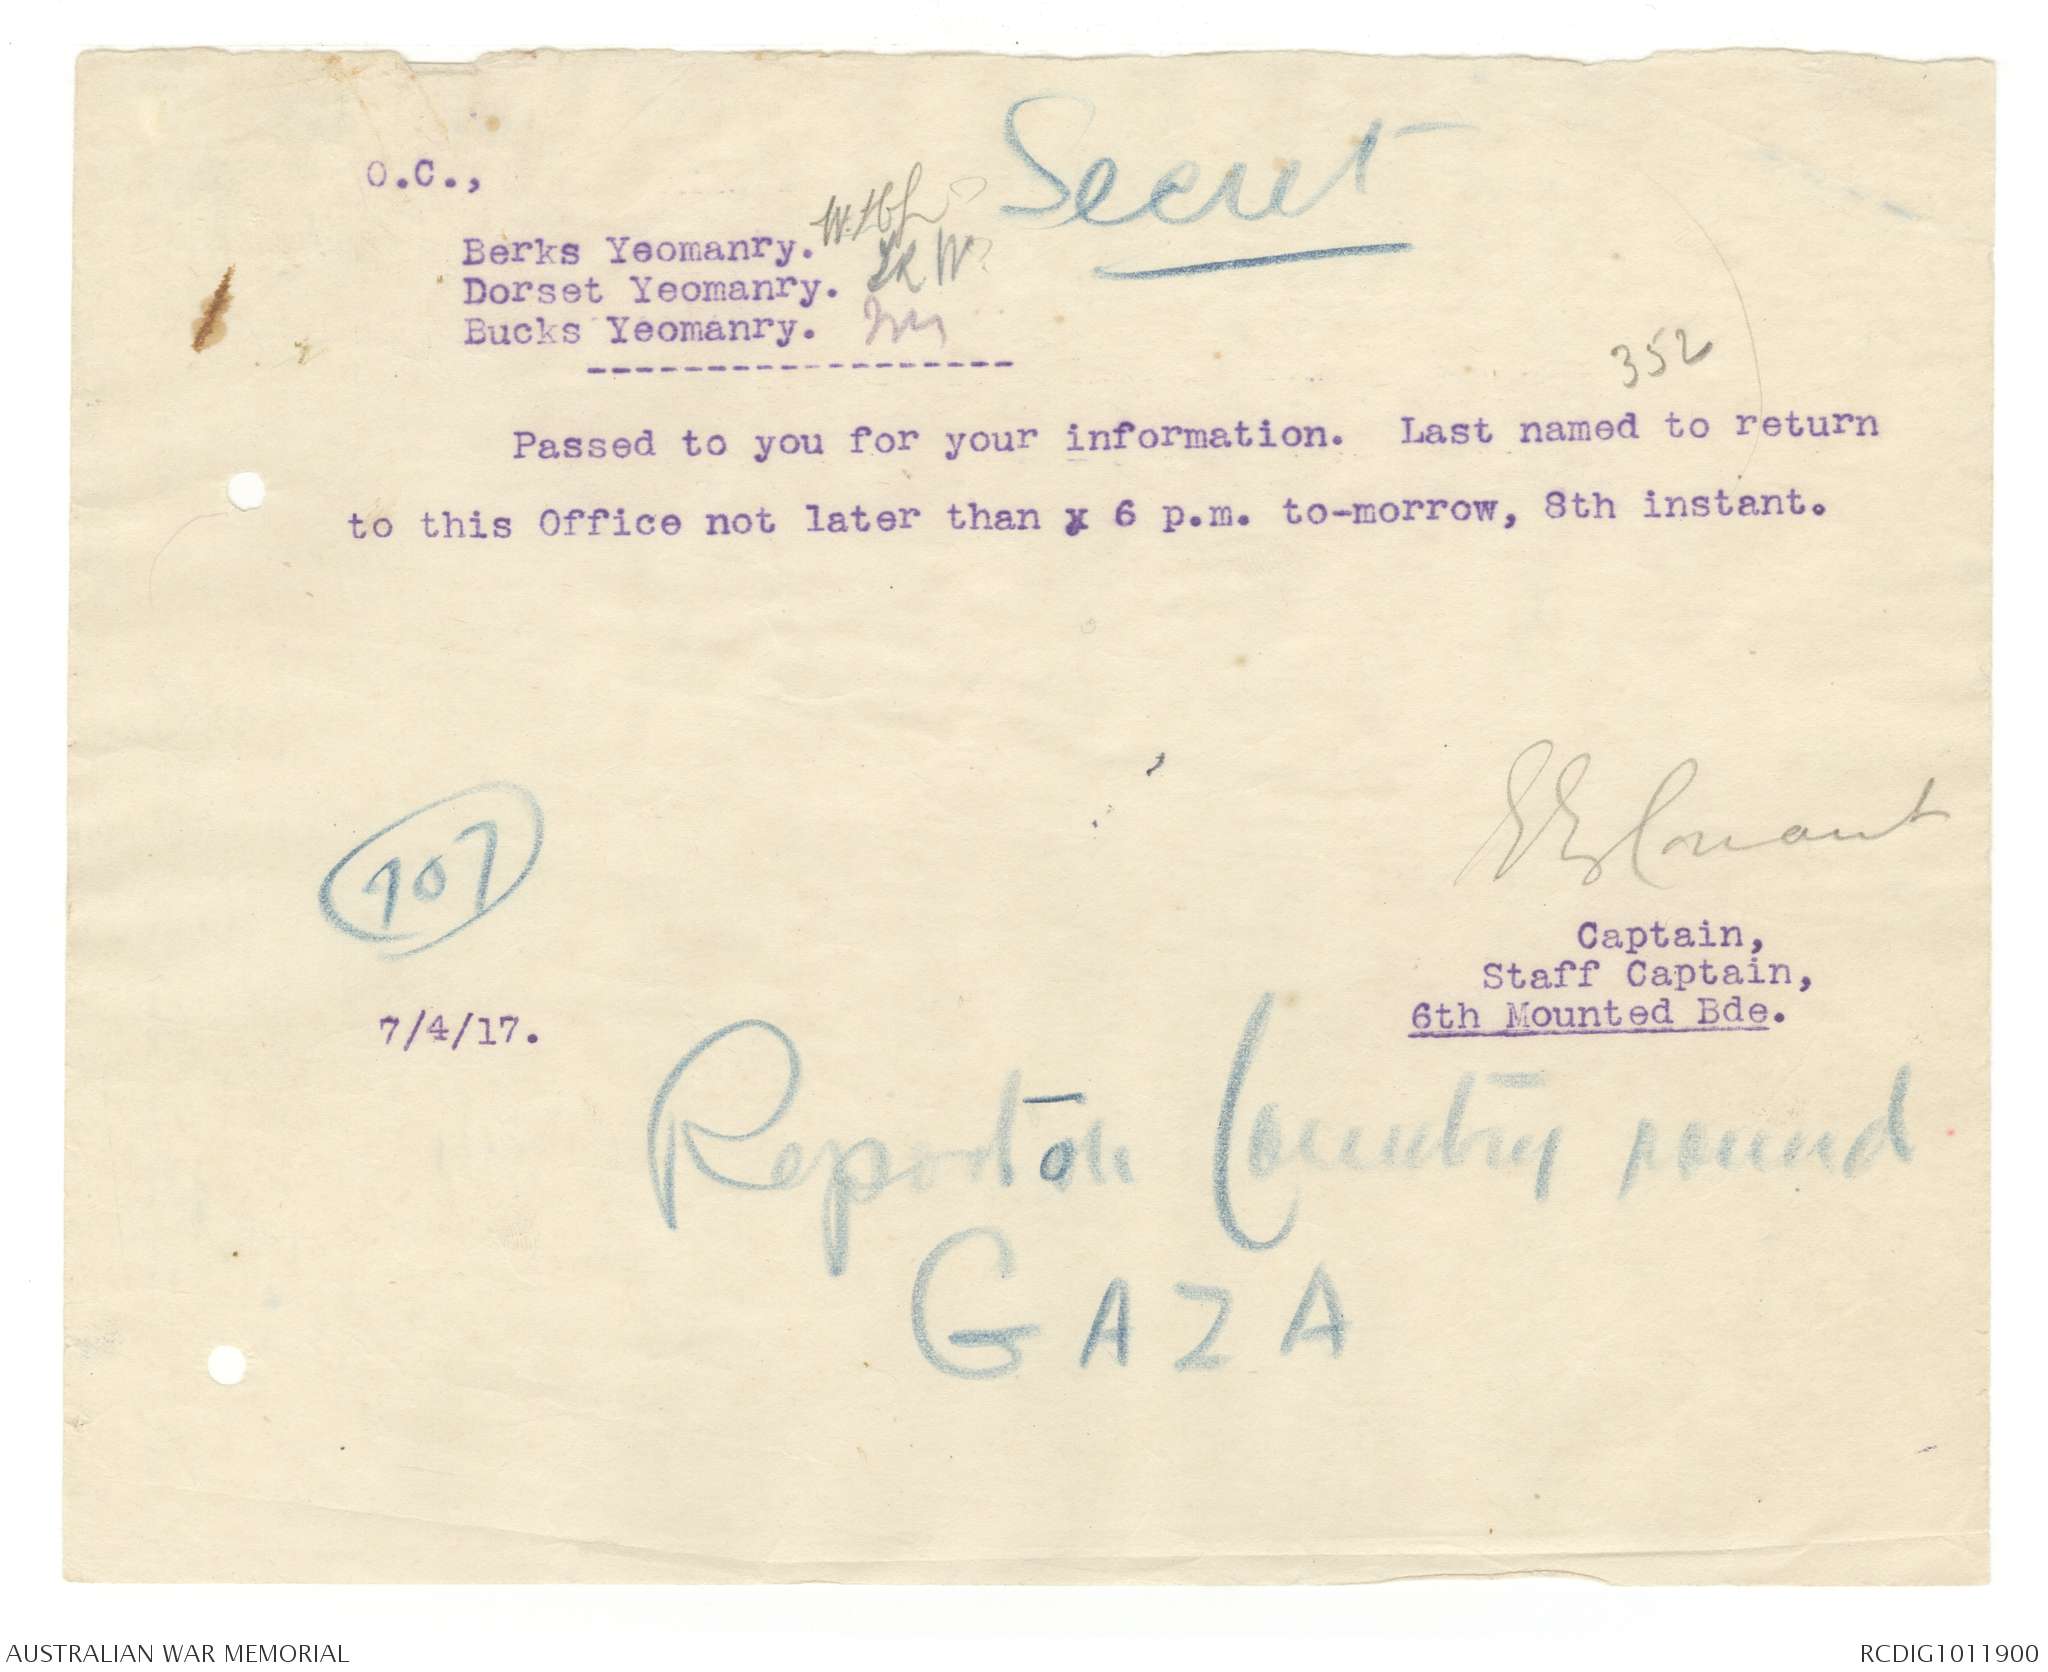 Secret
O.C.,
Berks Yeomanry.
Dorset Yeomanry.
Bucks Yeomanry.
------------------
352
Passed to you for your information. Last named to return
to this Office not later than x 6 p.m. to-morrow, 8th instant.
Conant
Captain,
Staff Captain,
6th Mounted Bde.
107
7/4/17.
Report on Country round
GAZA
AUSTRALIAN WAR MEMORIAL
RCDIG1011900